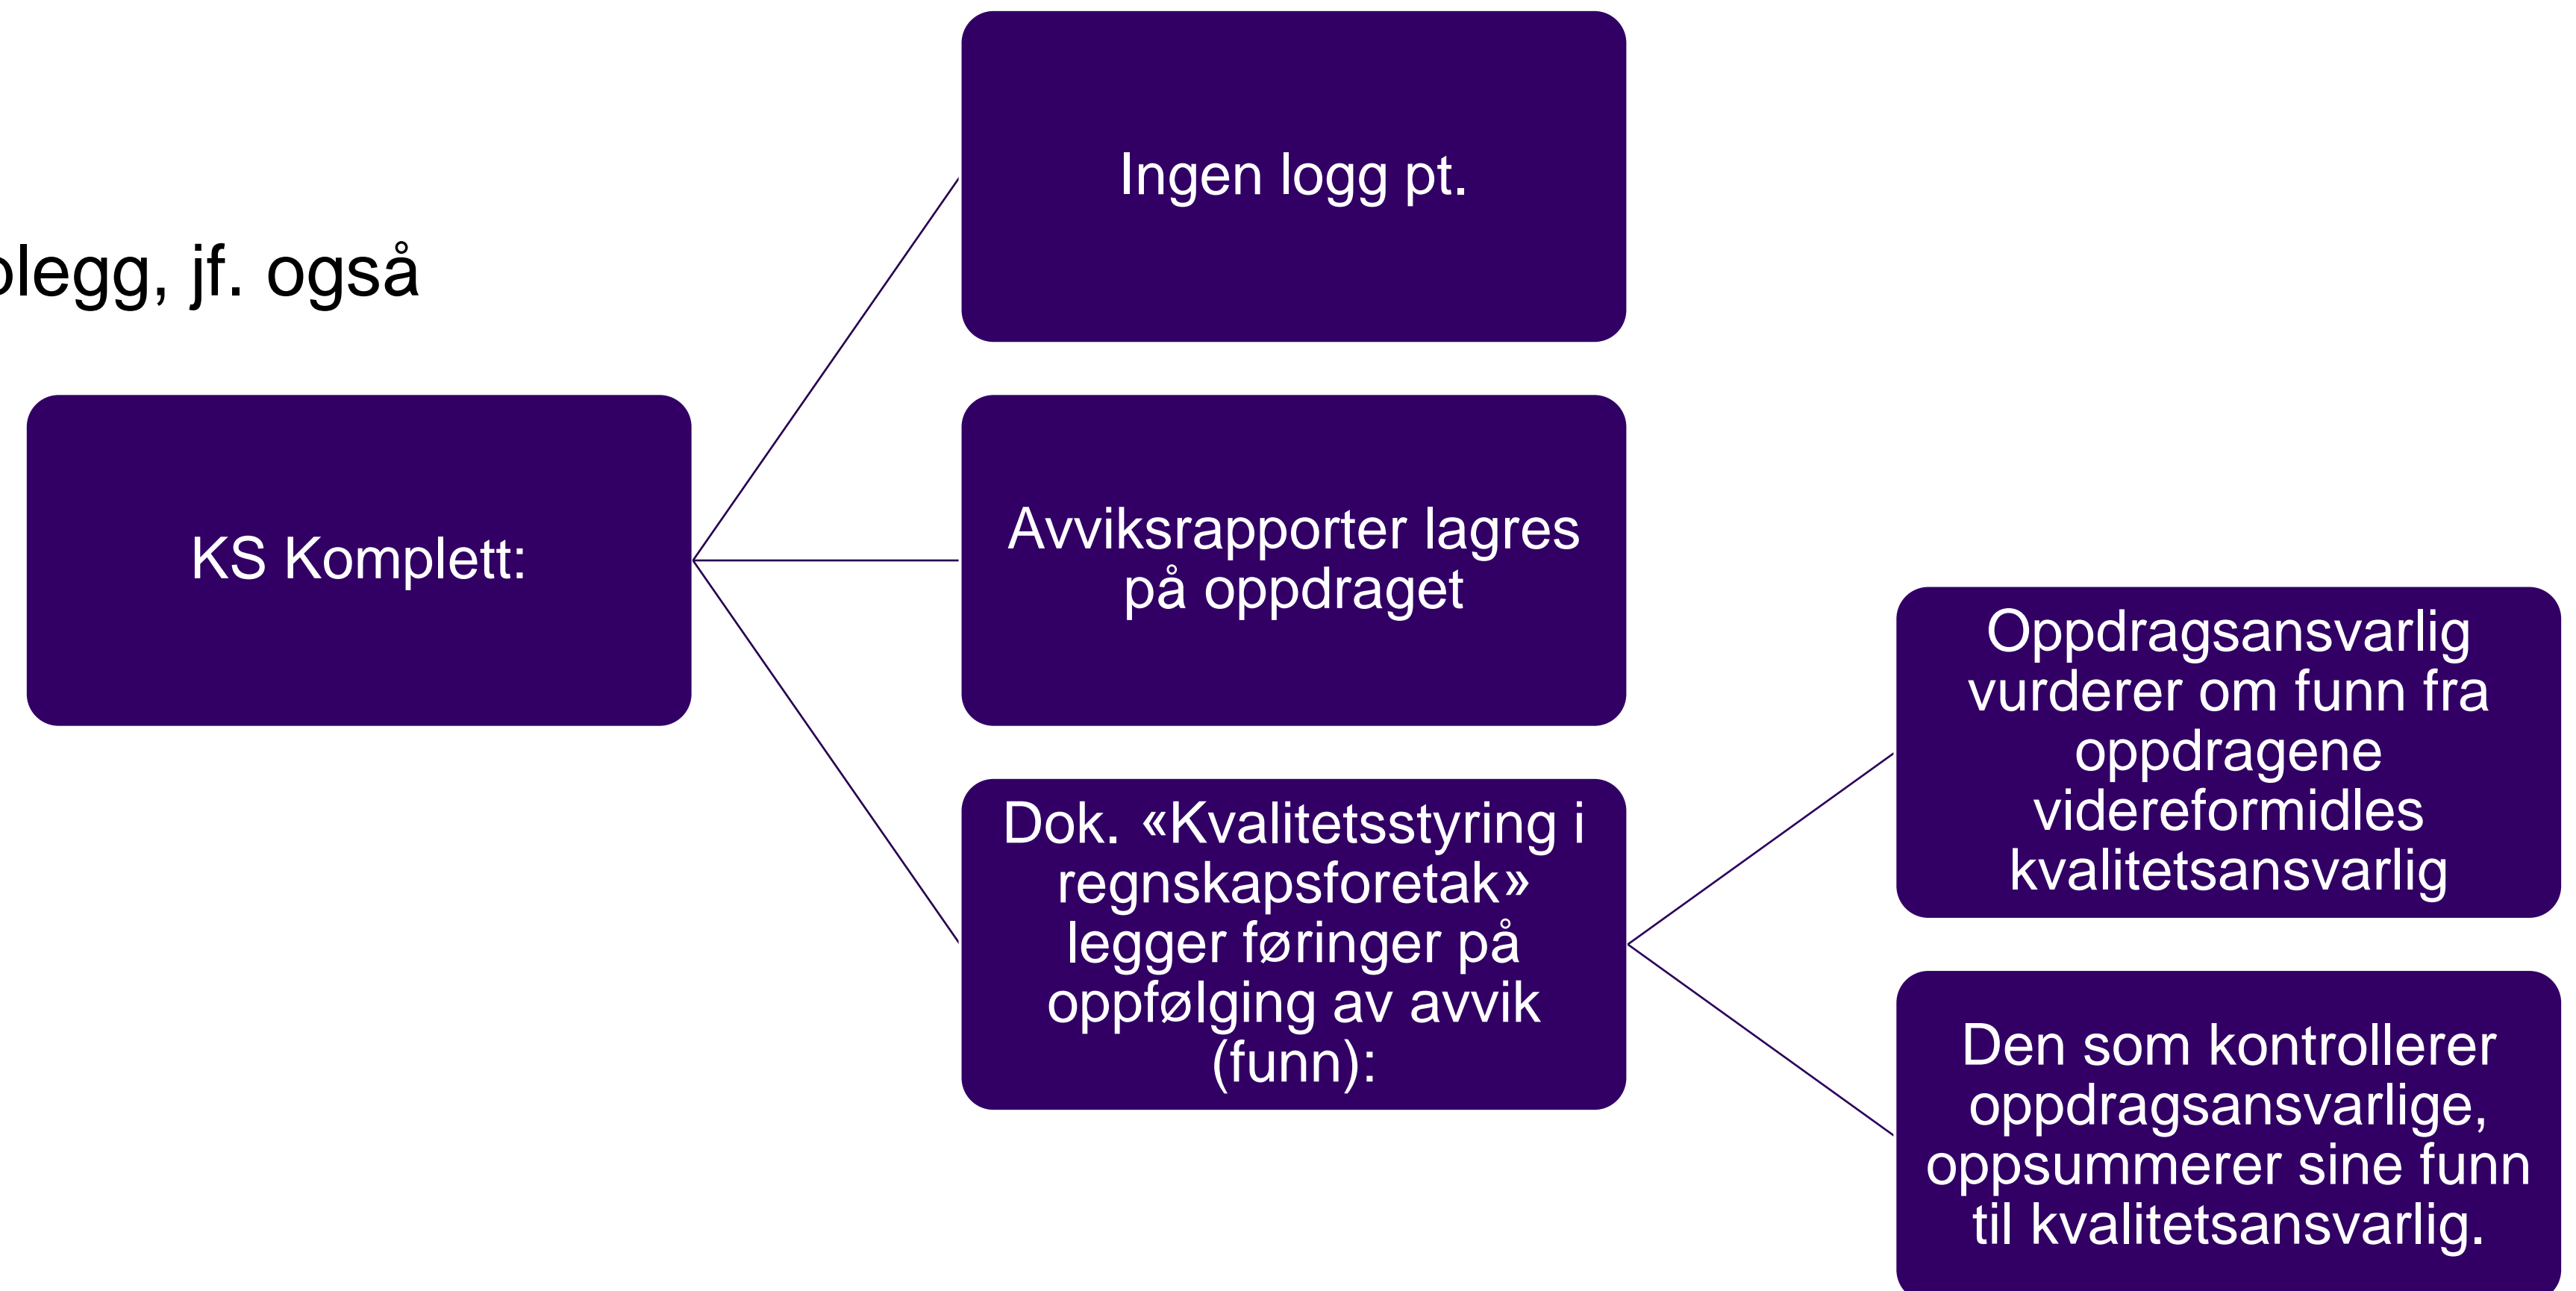 jf. også
KS Komplett:
Ingen logg pt.
Avviksrapporter lagres
på oppdraget
Dok. «Kvalitetsstyring i
regnskapsforetak»
legger føringer på
oppfølging av avvik
(funn):
Oppdragsansvarlig
vurderer om funn fra
oppdragene
videreformidles
kvalitetsansvarlig
Den som kontrollerer
oppdragsansvarlige,
oppsummerer sine funn
til kvalitetsansvarlig.